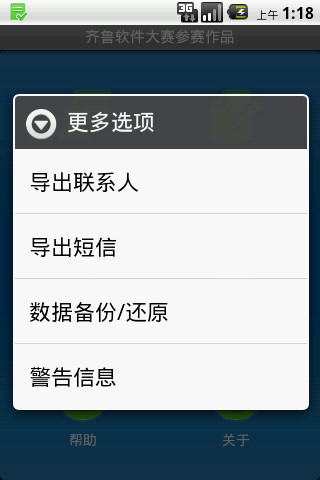 3G 上午 1:18
齐鲁软件大赛参赛作品
更多选项
导出联系人
导出短信
数据备份/还原
警告信息
帮助 关于